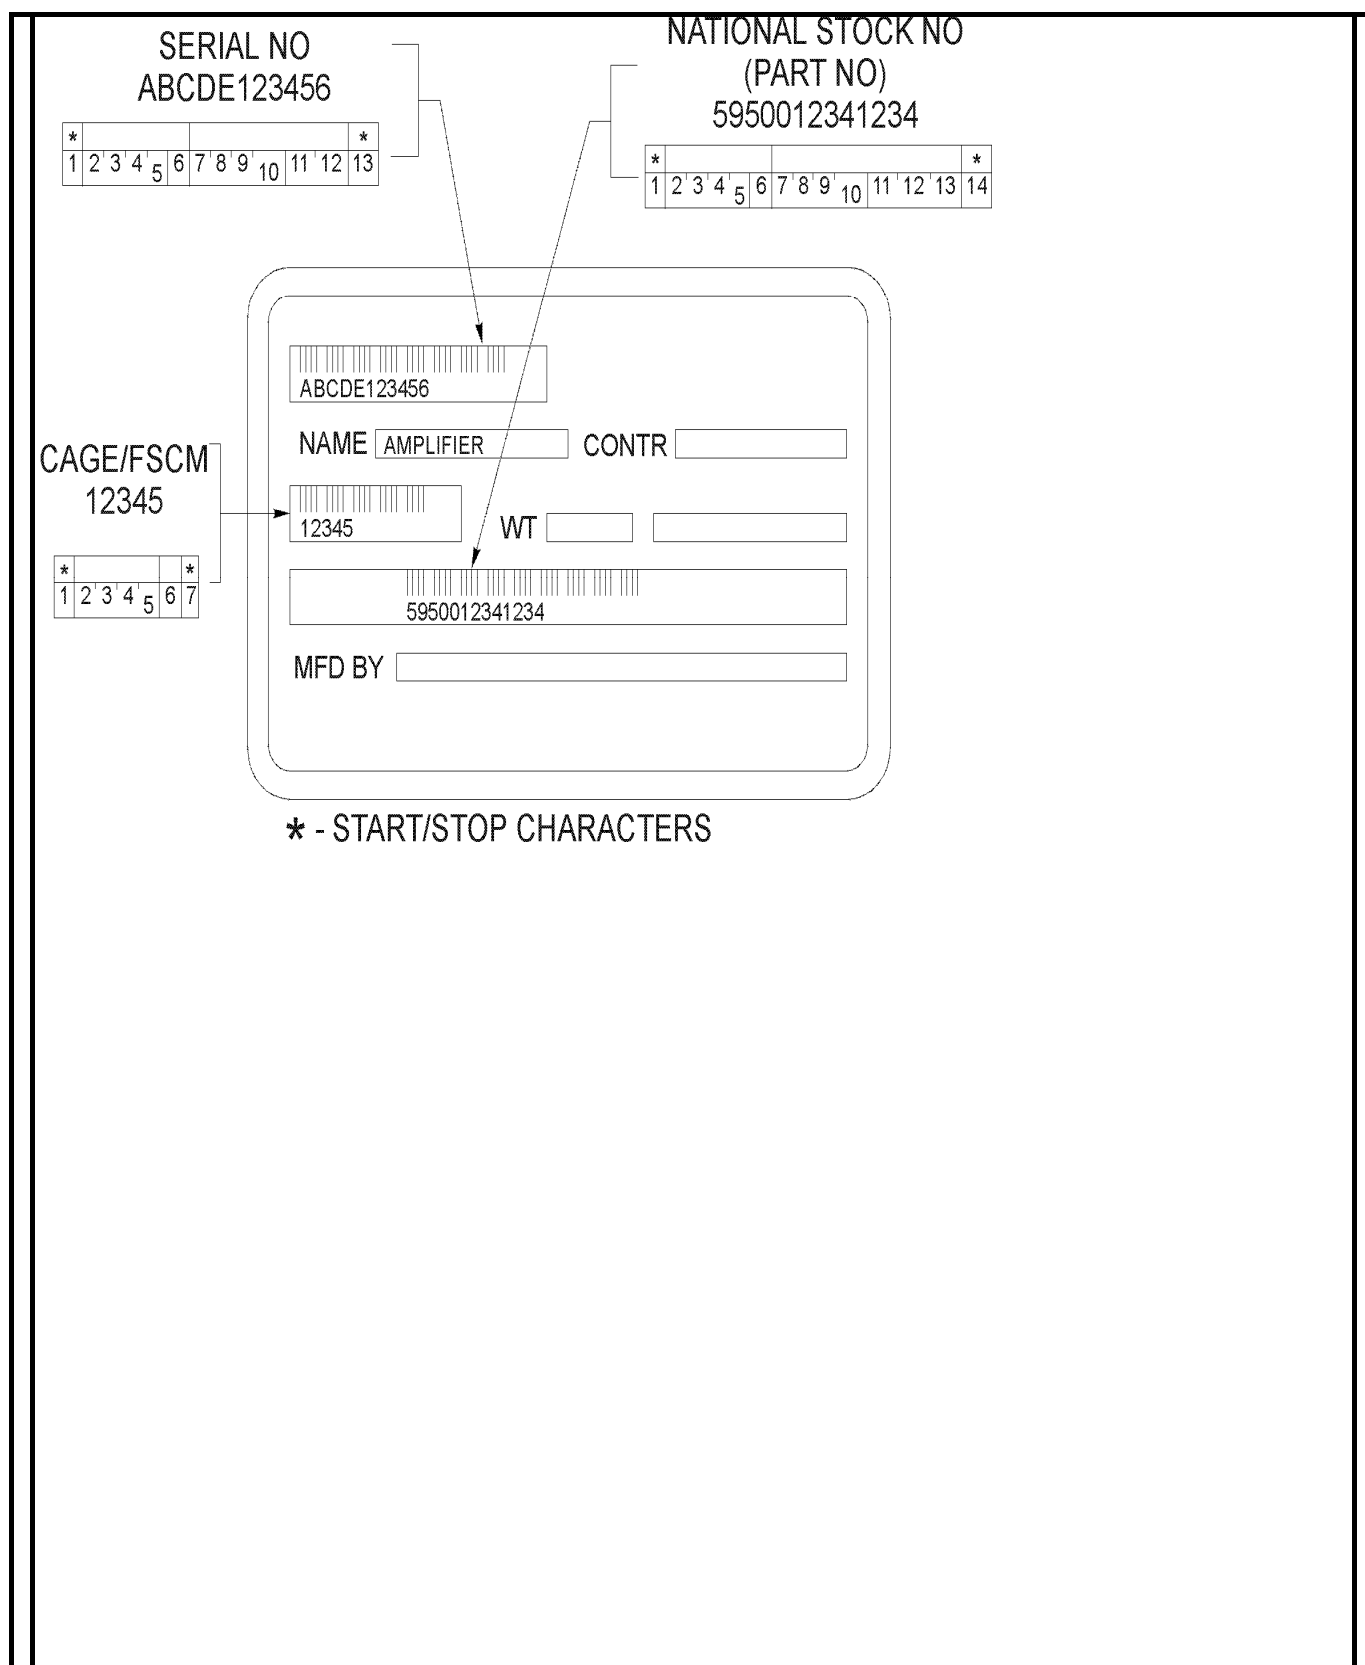 SERIAL NO
ABCDE123456
* *
1 2 3 4 5 6 7 8 9 10 11 12 13
NATIONAL STOCK NO
(PART NO)
5950012341234
* *
1 2 3 4 5 6 7 8 9 10 11 12 13 14
ABCDE123456
NAME AMPLIFIER CONTR
CAGE/FSCM
12345
* *
1 2 3 4 5 6 7
12345
WT
5950012341234
MFD BY
* - START/STOP CHARACTERS